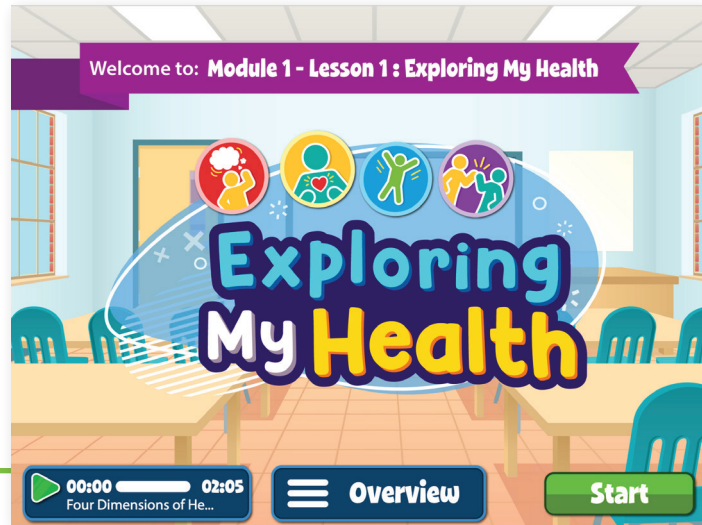 Welcome to: Module 1 - Lesson 1 : Exploring My Health
Exploring
My Health
00:00 02:05
Four Dimensions of He...
Overview
Start